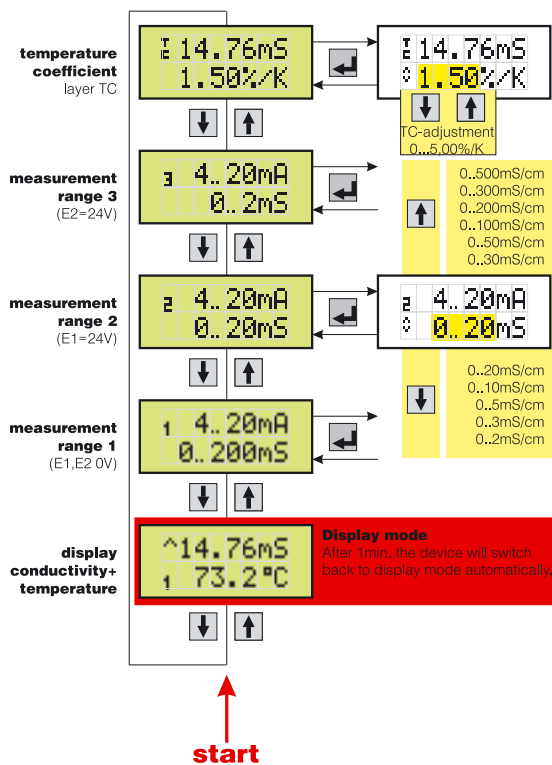 temperature
coefficient
layer TC
TC 14.76mS
1.50%/K
TC 14.76mS
1.50%/K
TC-adjustment
0...5,00%/K
measurement
range 3
(E2=24V)
3 4..20mA
0..2mS
0..500mS/cm
0..300mS/cm
0..200mS/cm
0..100mS/cm
0..50mS/cm
0..30mS/cm
measurement
range 2
(E1=24V)
2 4..20mA
0..20mS
2 4..20mA
0..20mS
0..20mS/cm
0..10mS/cm
0..5mS/cm
0..3mS/cm
0..2mS/cm
measurement
range 1
(E1,E2 0V)
1 4..20mA
0..200mS
display
conductivity+
temperature
^14.76mS
1 73.2°C
Display mode
After 1min. the device will switch
back to display mode automatically.
start